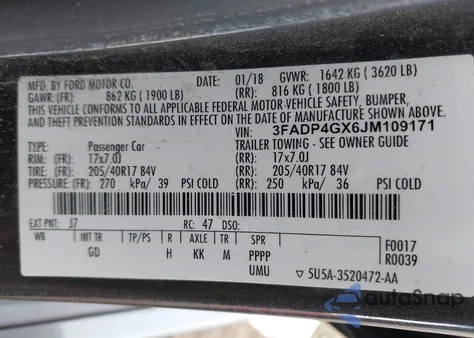 MFD. BY FORD MOTOR CO. DATE: 01/18 GVWR: 1642 KG ( 3620 LB)
GAWR: (FR) 862 KG ( 1900 LB) (RR) 816 KG ( 1800 LB)
THIS VEHICLE CONFORMS TO ALL APPLICABLE FEDERAL MOTOR-VEHICLE SAFETY, BUMPER,
AND THEFT PREVENTION STANDARDS IN EFFECT ON THE DATE OF MANUFACTURE SHOWN ABOVE.
VIN: 3FADP4GX6JM109171
TYPE: Passenger Car TRAILER TOWING - SEE OWNER GUIDE
RIM: (FR) 17x7.0J (RR): 17x7.0J
TIRE: (FR) 205/40R17 84V (RR): 205/40R17 84V
PRESSURE: (FR) 270 kPa/ 39 PSI COLD (RR): 250 kPa/ 36 PSI COLD
EXT PNT: J7 RC: 47 DSO:
WB INT TR TP/PS R AXLE TR SPR F0017
GD H KK M PPPP R0039
UMU ▽ 5U5A-3520472-AA
autoSnap